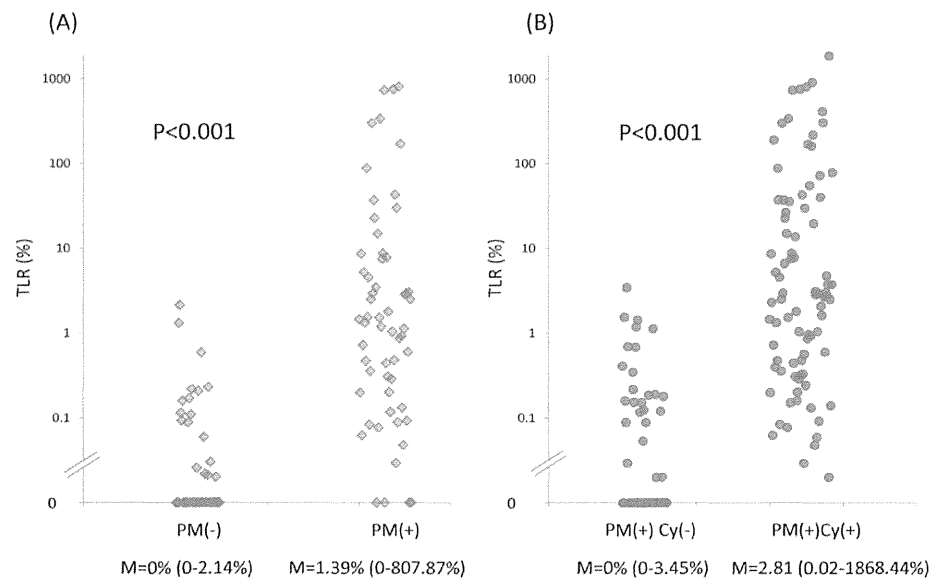 (A)
TLR (%)
1000
100
10
1
0.1
0
P<0.001
PM(-)
PM(+)
M=0% (0-2.14%)
M=1.39% (0-807.87%)
(B)
TLR (%)
1000
100
10
1
0.1
0
P<0.001
PM(+) Cy(-)
PM(+)Cy(+)
M=0% (0-3.45%)
M=2.81 (0.02-1868.44%)